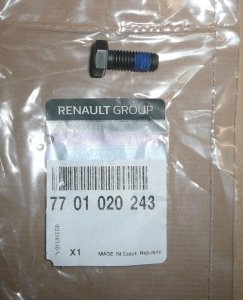 RENAULT GROUP
77 01 020 243
X1 MADE IN Czech Republic